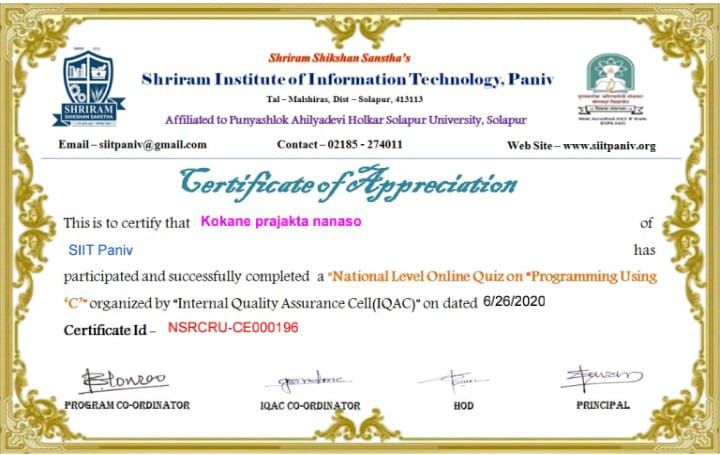 Shriram Shikshan Sanstha's
Shriram Institute of Information Technology, Paniv
Tal – Malshiras, Dist – Solapur, 413113
Affiliated to Punyashlok Ahilyadevi Holkar Solapur University, Solapur
SHRIRAM
SHIKSHAN SANSTHA
Email – siitpaniv@gmail.com Contact – 02185 - 274011 Web Site – www.siitpaniv.org
Certificate of Appreciation
This is to certify that Kokane prajakta nanaso of
SIIT Paniv has
participated and successfully completed a "National Level Online Quiz on "Programming Using
'C'" organized by "Internal Quality Assurance Cell(IQAC)" on dated 6/26/2020
Certificate Id – NSRCRU-CE000196
PROGRAM CO-ORDINATOR IQAC CO-ORDINATOR HOD PRINCIPAL